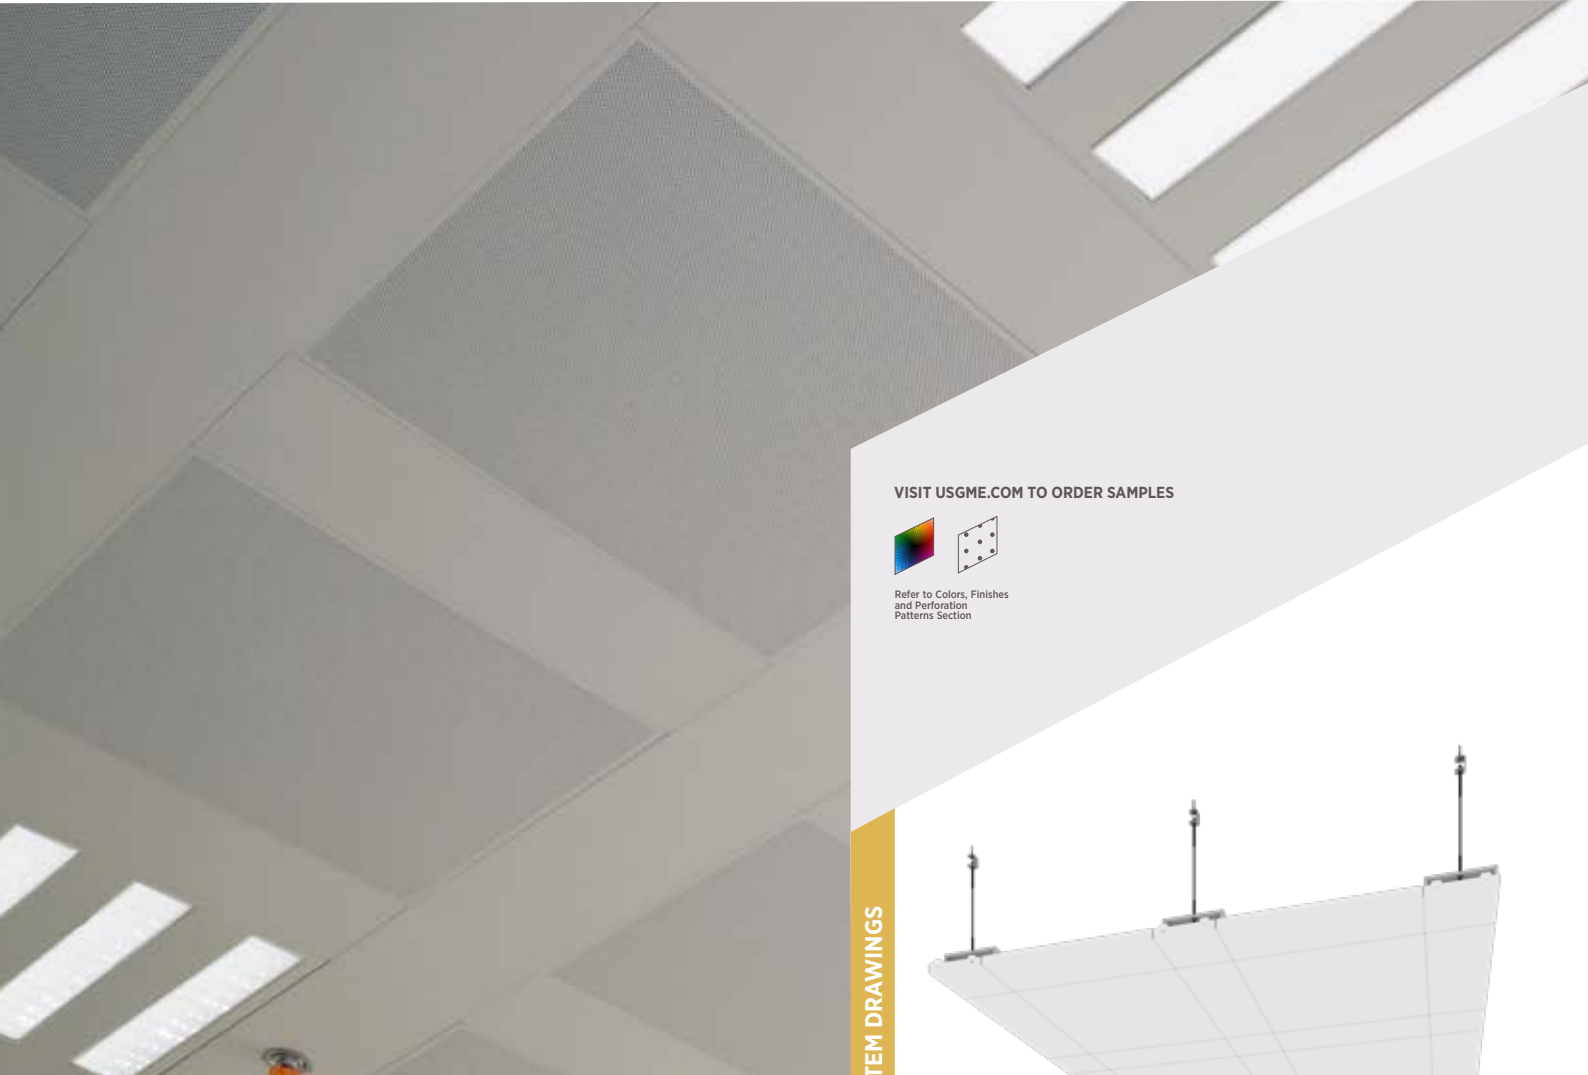 VISIT USGME.COM TO ORDER SAMPLES
Refer to Colors, Finishes
and Perforation
Patterns Section
TEM DRAWINGS